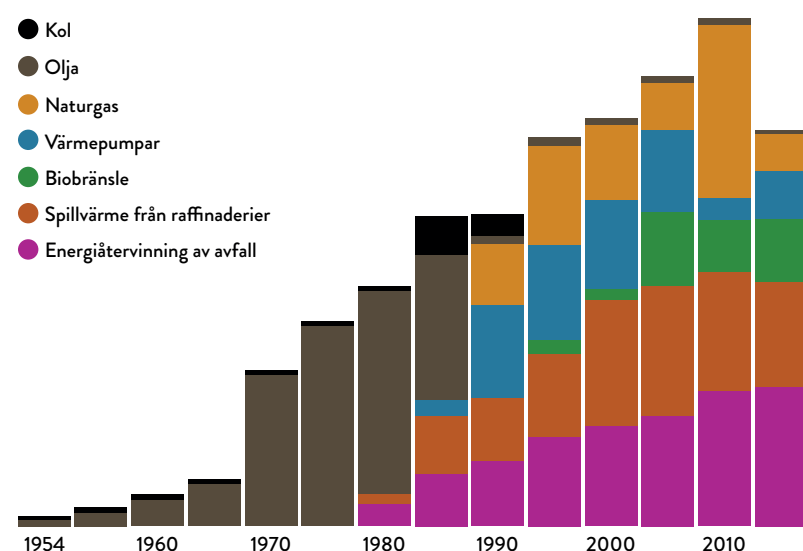 Kol
Olja
Naturgas
Värmepumpar
Biobränsle
Spillvärme från raffinaderier
Energiåtervinning av avfall
1954 1960 1970 1980 1990 2000 2010